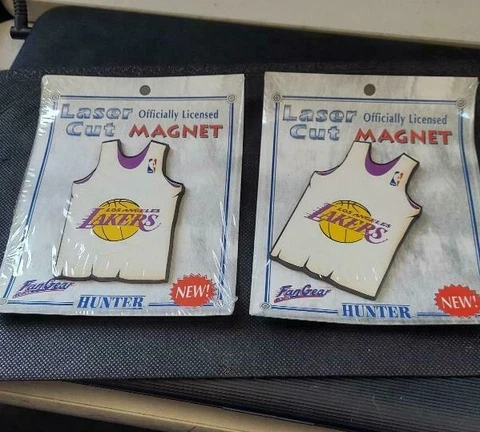 Laser Cut
Officially Licensed
MAGNET
LOS ANGELES
LAKERS
FanGear
NEW!
HUNTER
Laser Cut
Officially Licensed
MAGNET
LOS ANGELES
LAKERS
FanGear
NEW!
HUNTER